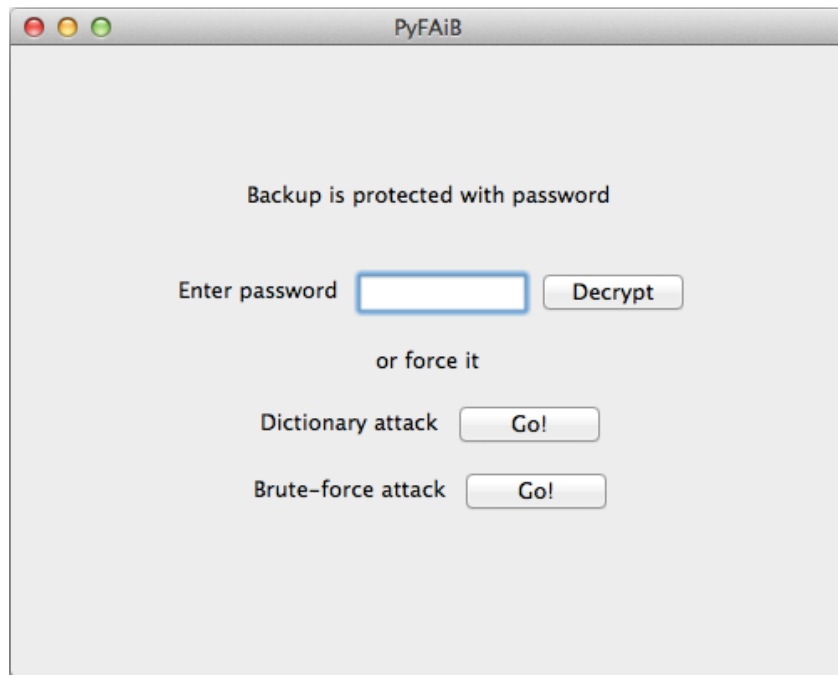 PyFAiB
Backup is protected with password
Enter password Decrypt
or force it
Dictionary attack Go!
Brute-force attack Go!